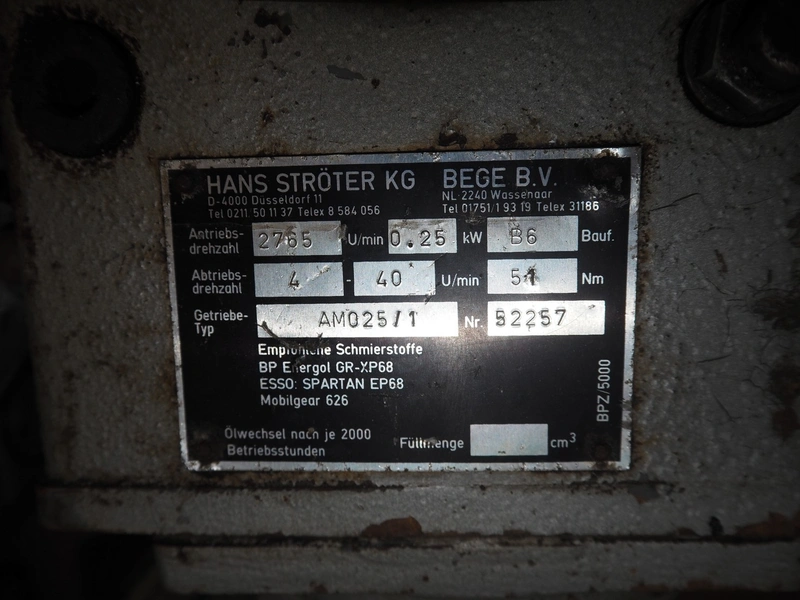 HANS STRÖTER KG BEGE B.V.
D-4000 Düsseldorf 11 NL 2240 Wassenaar
Tel 0211 50 11 37 Telex 8 584 056 Tel 01751/1 93 19 Telex 31186
Antriebs-drehzahl 2765 U/min 0.25 kW B6 Bauf.
Abtriebs-drehzahl 4 - 40 U/min 51 Nm
Getriebe-Typ AM025/1 Nr. 52257
Empfohlene Schmierstoffe
BP Energol GR-XP68
ESSO: SPARTAN EP68
Mobilgear 626
BPZ/5000
Ölwechsel nach je 2000
Betriebsstunden
Füllmenge cm³